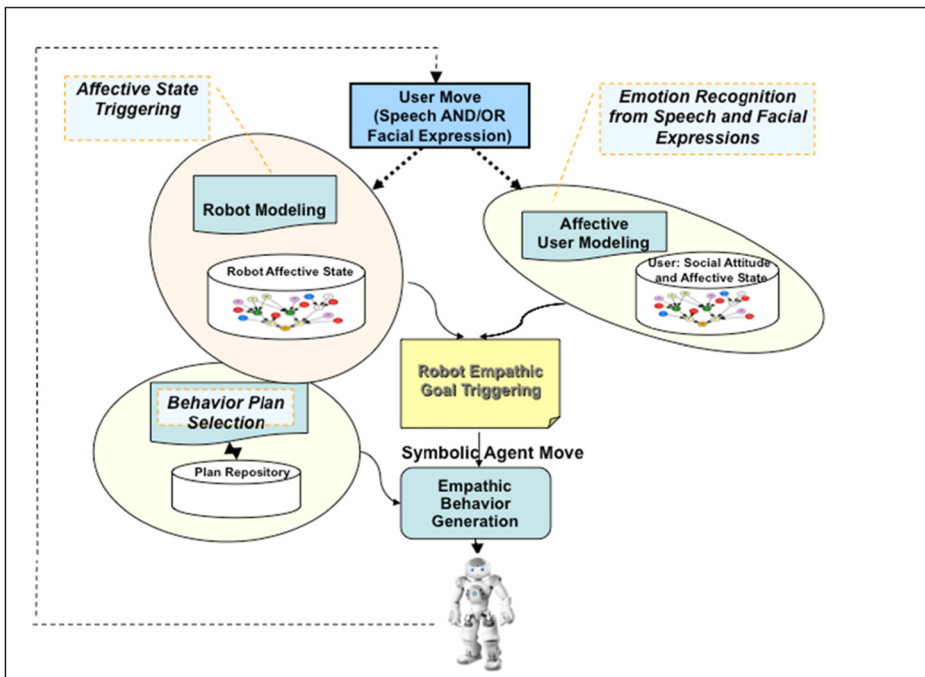 Affective State
Triggering
User Move
(Speech AND/OR
Facial Expression)
Emotion Recognition
from Speech and Facial
Expressions
Robot Modeling
Robot Affective State
Affective
User Modeling
User: Social Attitude
and Affective State
Robot Empathic
Goal Triggering
Behavior Plan
Selection
Plan Repository
Symbolic Agent Move
Empathic
Behavior
Generation